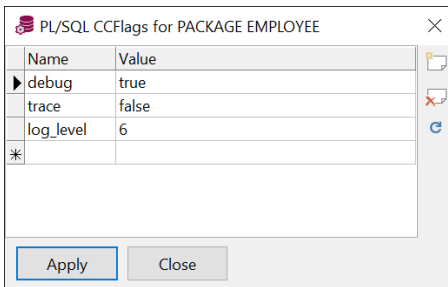 PL/SQL CCFlags for PACKAGE EMPLOYEE
Name Value
debug true
trace false
log_level 6
Apply Close